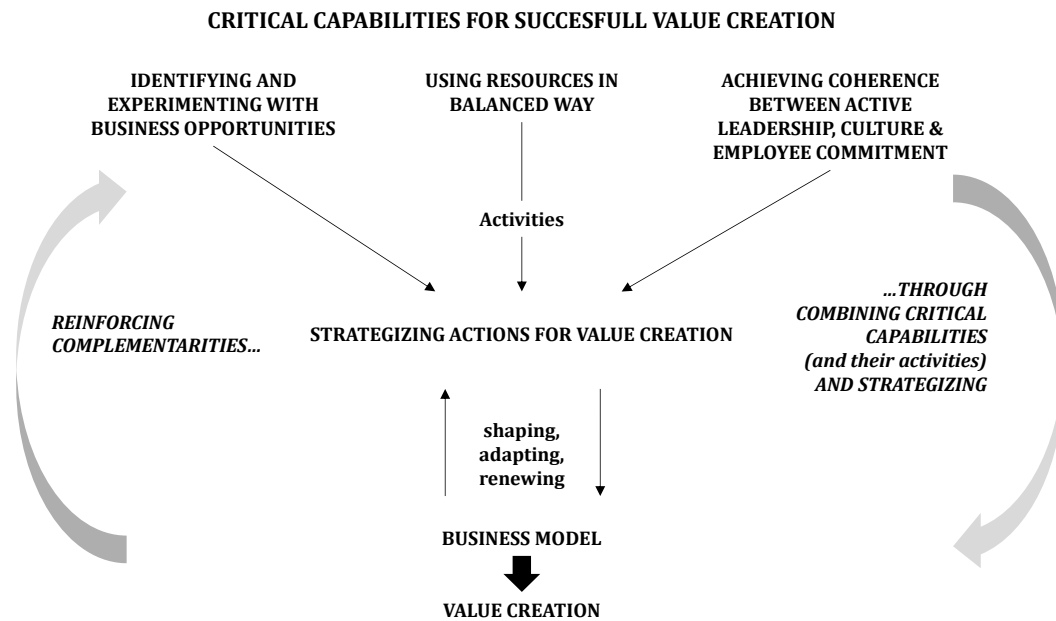 CRITICAL CAPABILITIES FOR SUCCESFULL VALUE CREATION
IDENTIFYING AND
EXPERIMENTING WITH
BUSINESS OPPORTUNITIES
USING RESOURCES IN
BALANCED WAY
ACHIEVING COHERENCE
BETWEEN ACTIVE
LEADERSHIP, CULTURE &
EMPLOYEE COMMITMENT
Activities
REINFORCING
COMPLEMENTARITIES...
STRATEGIZING ACTIONS FOR VALUE CREATION
...THROUGH
COMBINING CRITICAL
CAPABILITIES
(and their activities)
AND STRATEGIZING
shaping,
adapting,
renewing
BUSINESS MODEL
VALUE CREATION